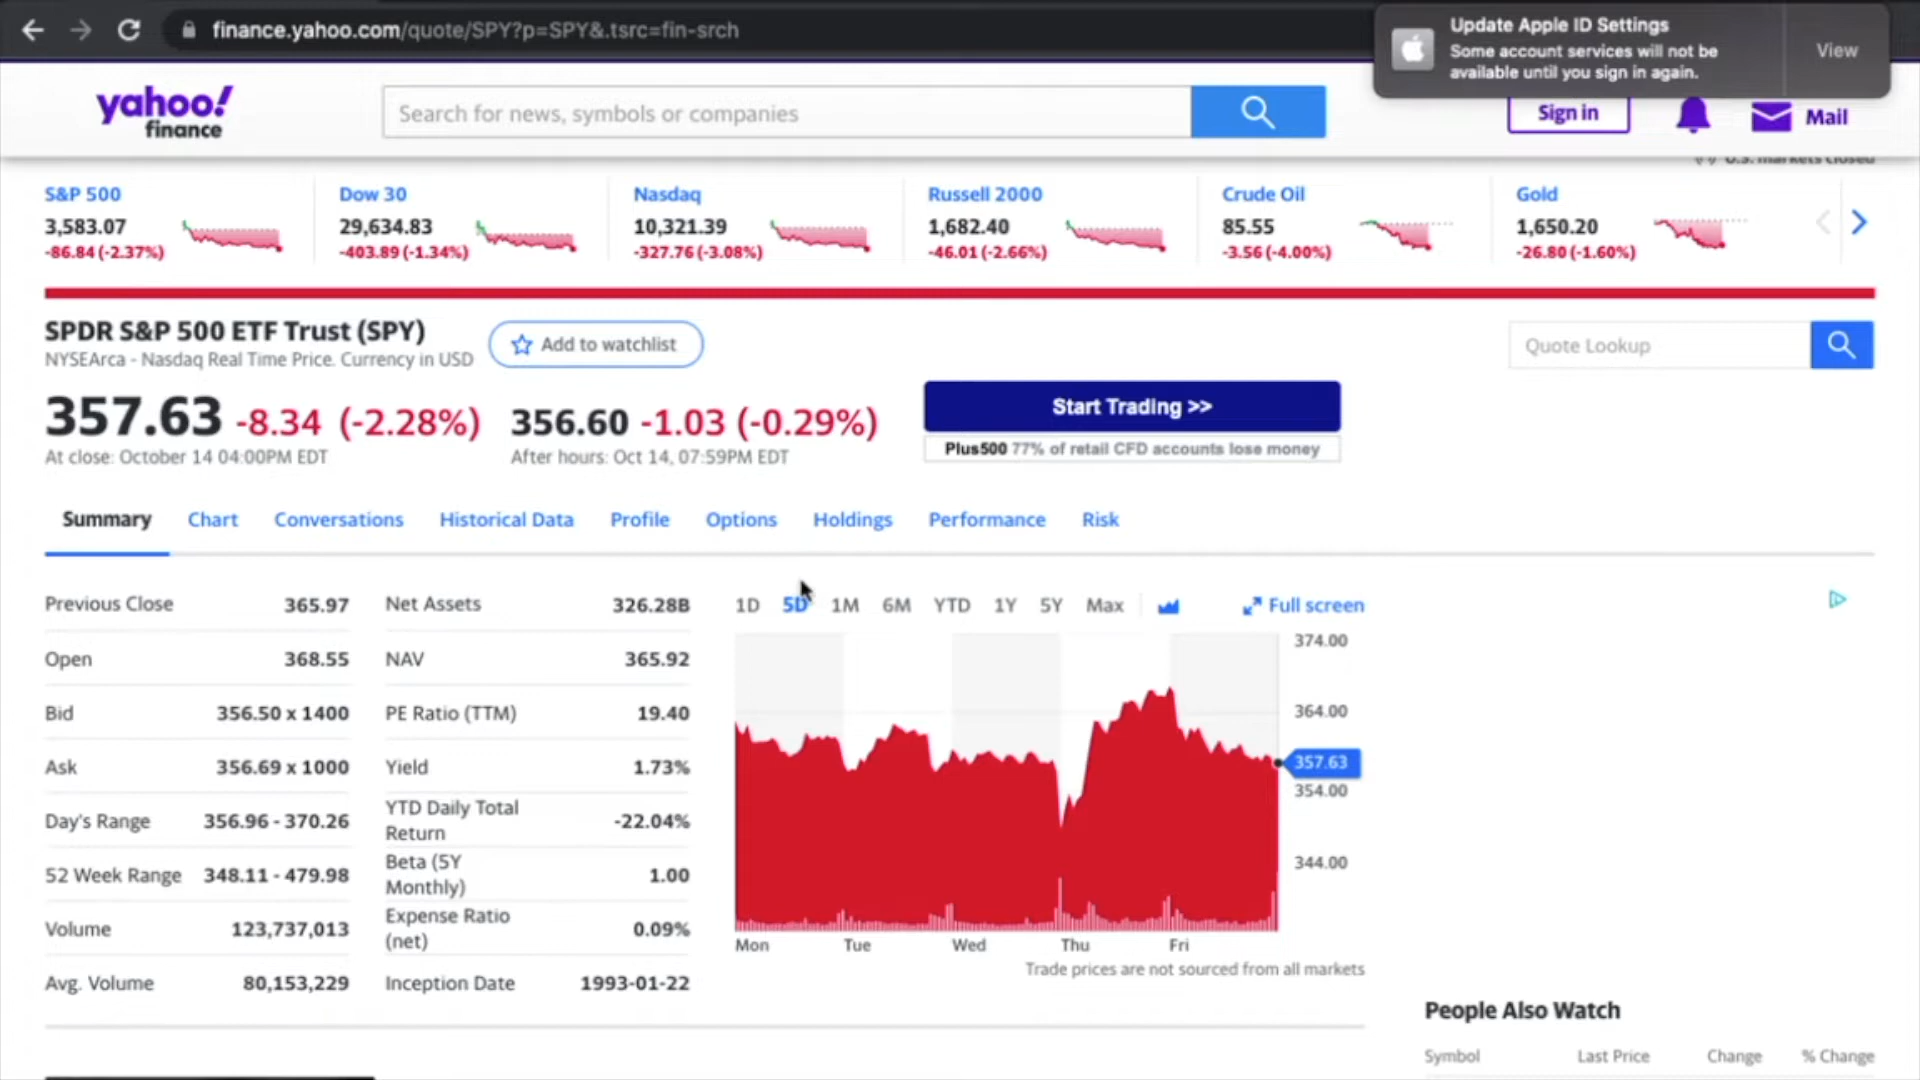 finance.yahoo.com/quote/SPY?p=SPY&.tsrc=fin-srch
Update Apple ID Settings
Some account services will not be
available until you sign in again.
View
yahoo!
finance
Search for news, symbols or companies
Sign in
Mail
U.S. markets closed
S&P 500
3,583.07
-86.84 (-2.37%)
Dow 30
29,634.83
-403.89 (-1.34%)
Nasdaq
10,321.39
-327.76 (-3.08%)
Russell 2000
1,682.40
-46.01 (-2.66%)
Crude Oil
85.55
-3.56 (-4.00%)
Gold
1,650.20
-26.80 (-1.60%)
SPDR S&P 500 ETF Trust (SPY)
NYSEArca - Nasdaq Real Time Price. Currency in USD
Add to watchlist
Quote Lookup
357.63 -8.34 (-2.28%)
At close: October 14 04:00PM EDT
356.60 -1.03 (-0.29%)
After hours: Oct 14, 07:59PM EDT
Start Trading >>
Plus500 77% of retail CFD accounts lose money
Summary Chart Conversations Historical Data Profile Options Holdings Performance Risk
Previous Close 365.97
Open 368.55
Bid 356.50 x 1400
Ask 356.69 x 1000
Day's Range 356.96 - 370.26
52 Week Range 348.11 - 479.98
Volume 123,737,013
Avg. Volume 80,153,229
Net Assets 326.28B
NAV 365.92
PE Ratio (TTM) 19.40
Yield 1.73%
YTD Daily Total
Return -22.04%
Beta (5Y
Monthly) 1.00
Expense Ratio
(net) 0.09%
Inception Date 1993-01-22
1D 5D 1M 6M YTD 1Y 5Y Max Full screen
374.00
364.00
357.63
354.00
344.00
Mon Tue Wed Thu Fri
Trade prices are not sourced from all markets
People Also Watch
Symbol Last Price Change % Change